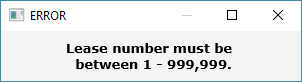 ERROR
Lease number must be
between 1 - 999,999.